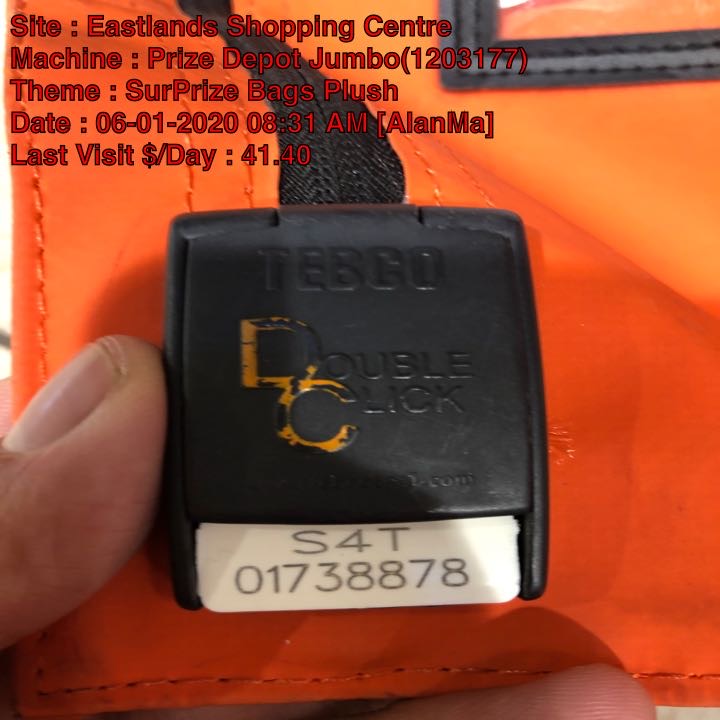 Site : Eastlands Shopping Centre
Machine : Prize Depot Jumbo(1203177)
Theme : SurPrize Bags Plush
Date : 06-01-2020 08:31 AM [AlanMa]
Last Visit $/Day : 41.40
TEBCO
DOUBLE
CLICK
S4T
01738878